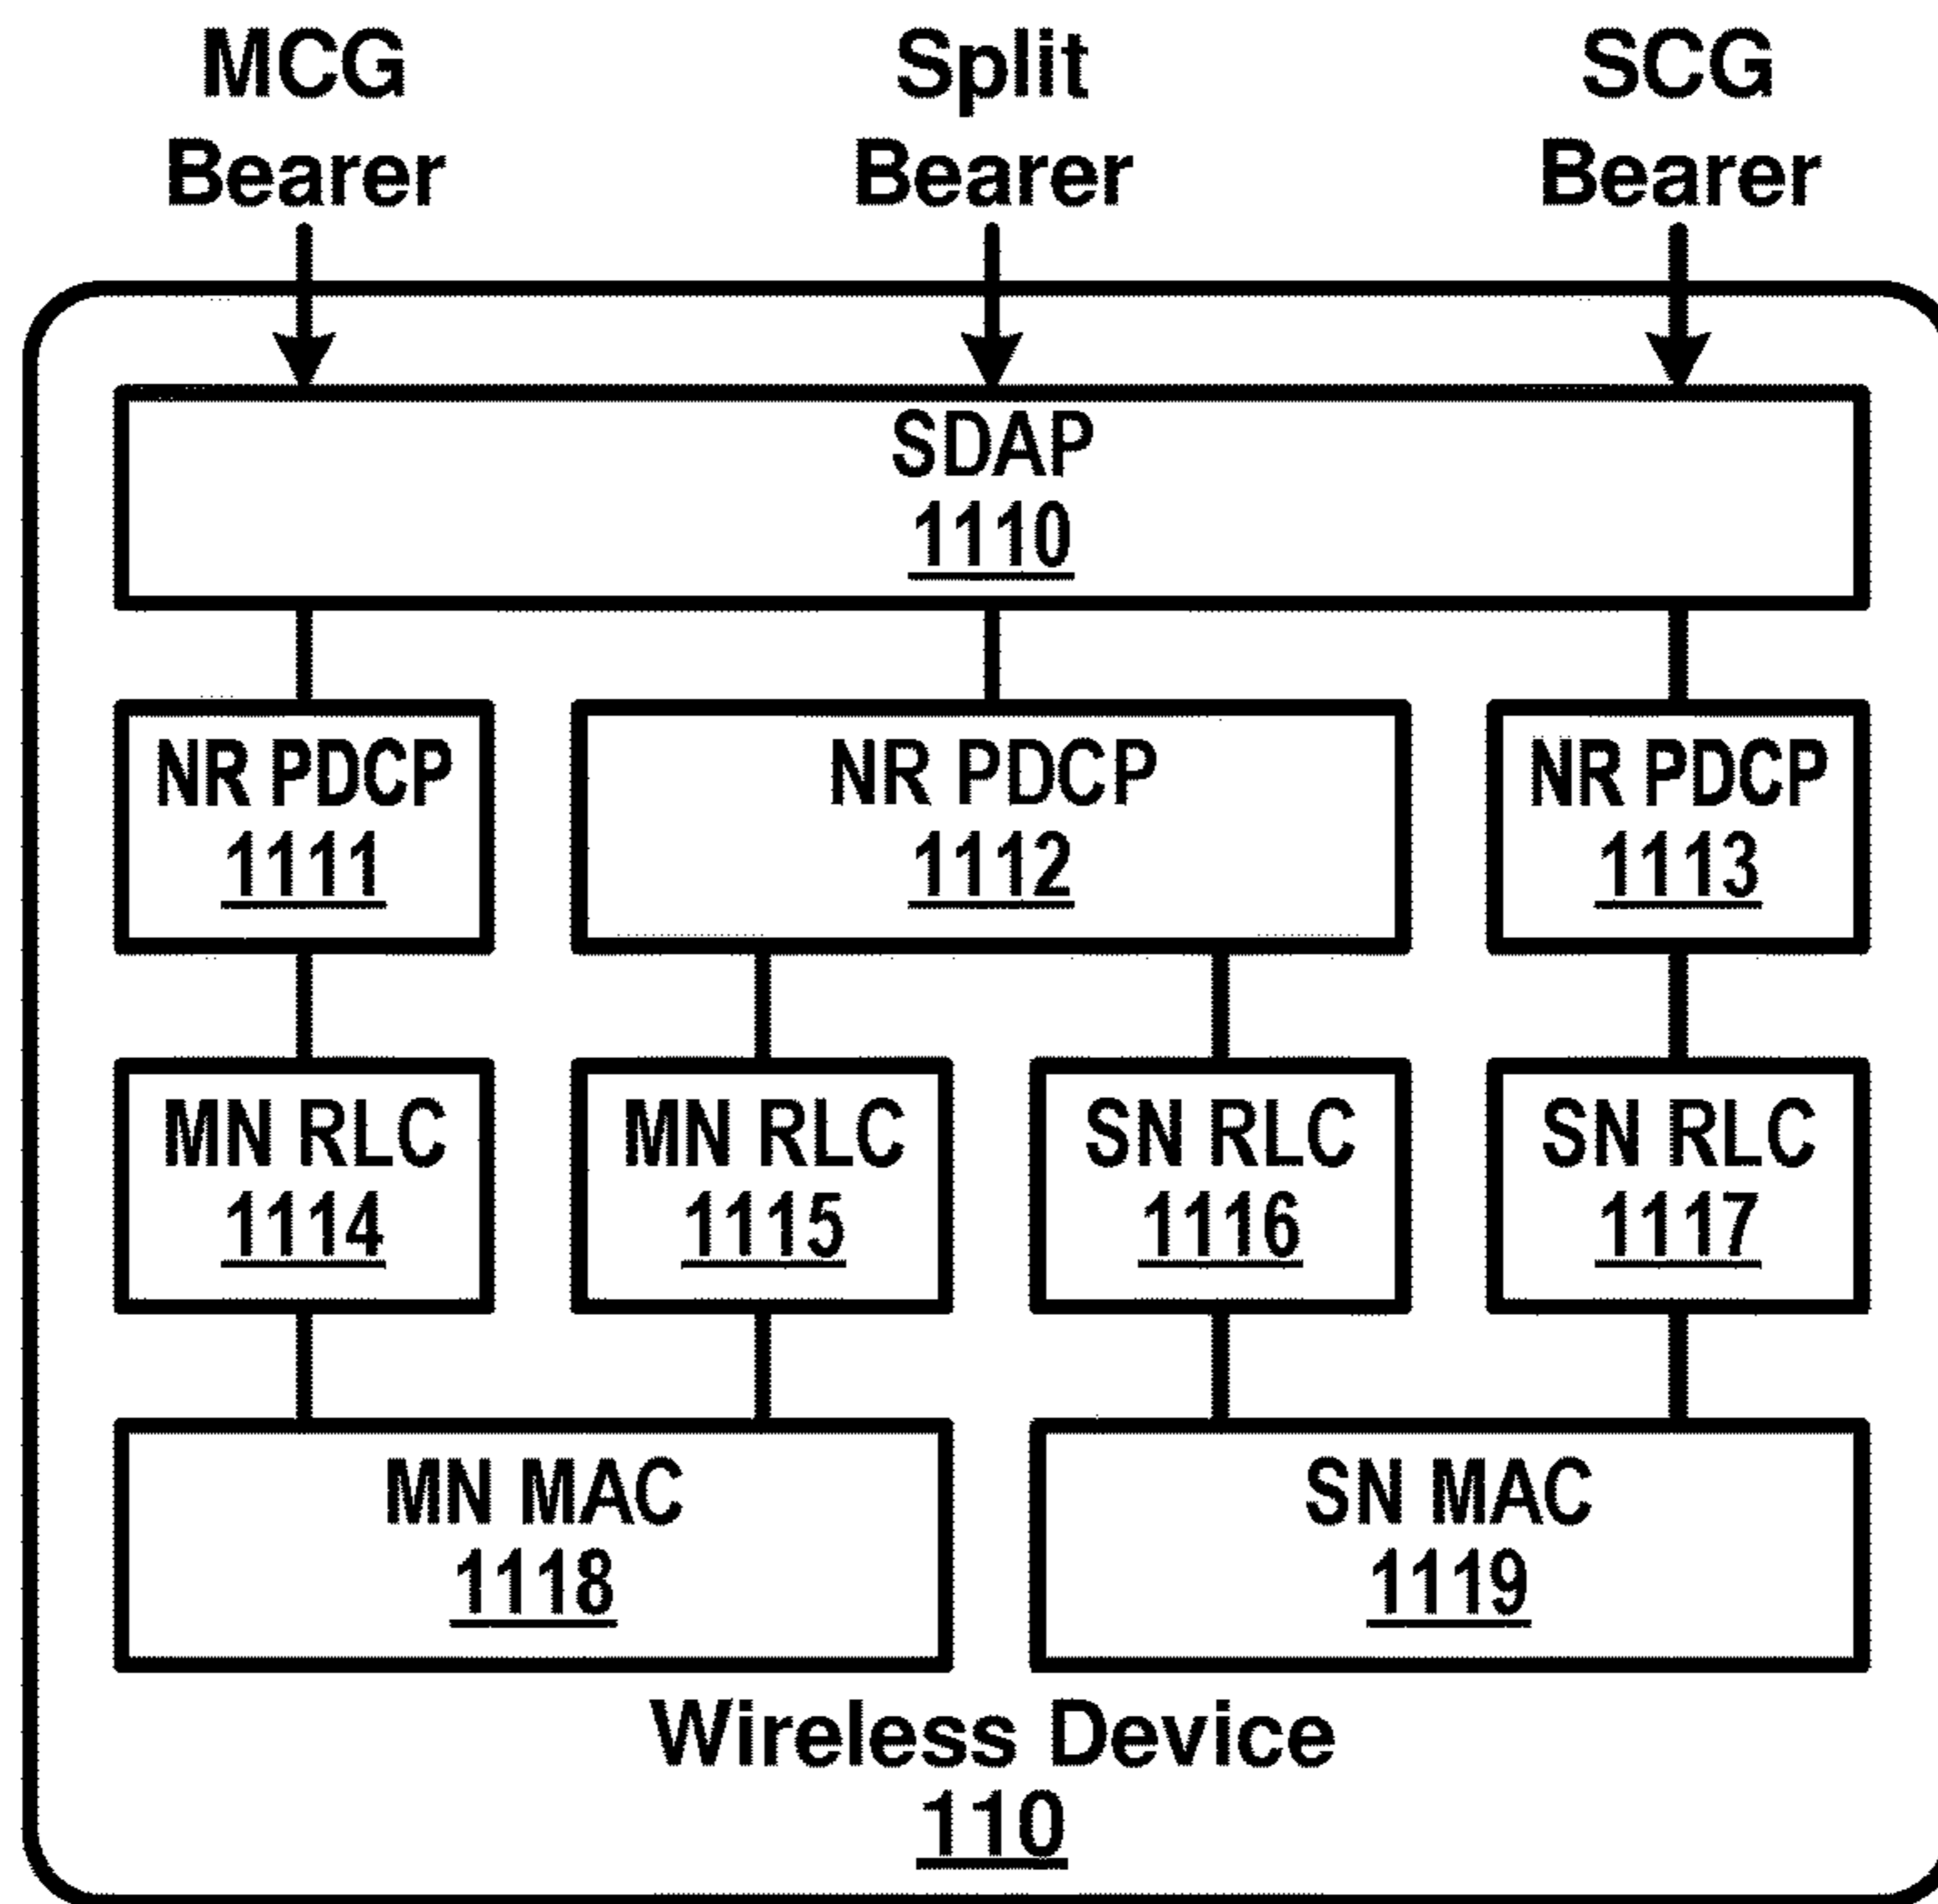 MCG
Bearer
Split
Bearer
SCG
Bearer
SDAP
1110
NR PDCP
1111
NR PDCP
1112
NR PDCP
1113
MN RLC
1114
MN RLC
1115
SN RLC
1116
SN RLC
1117
MN MAC
1118
SN MAC
1119
Wireless Device
110